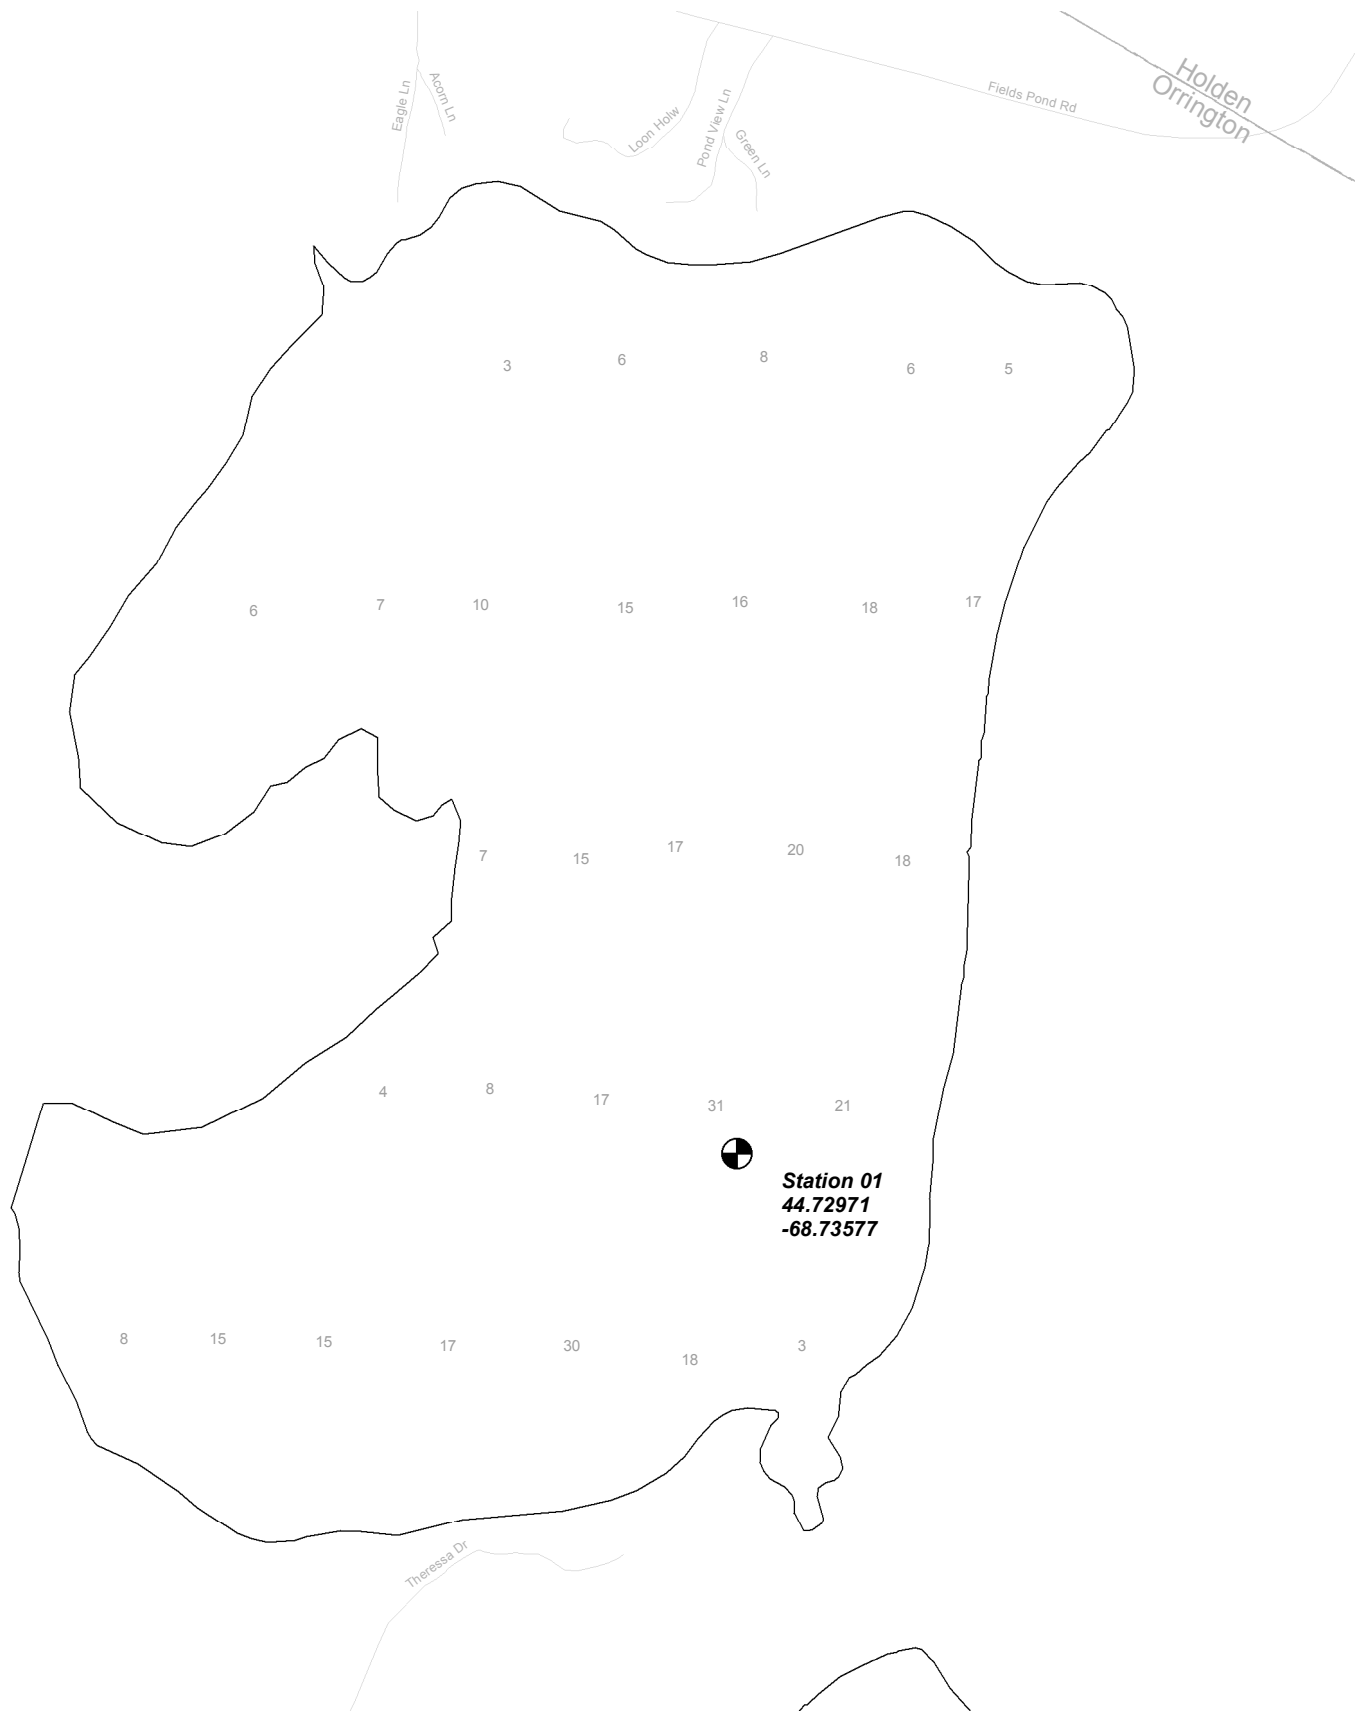 Holden
Orrington
Fields Pond Rd
Eagle Ln
Acorn Ln
Loon Holw
Pond View Ln
Green Ln
3 6 8 6 5
6 7 10 15 16 18 17
7 15 17 20 18
4 8 17 31 21
Station 01
44.72971
-68.73577
8 15 15 17 30 18 3
Theressa Dr